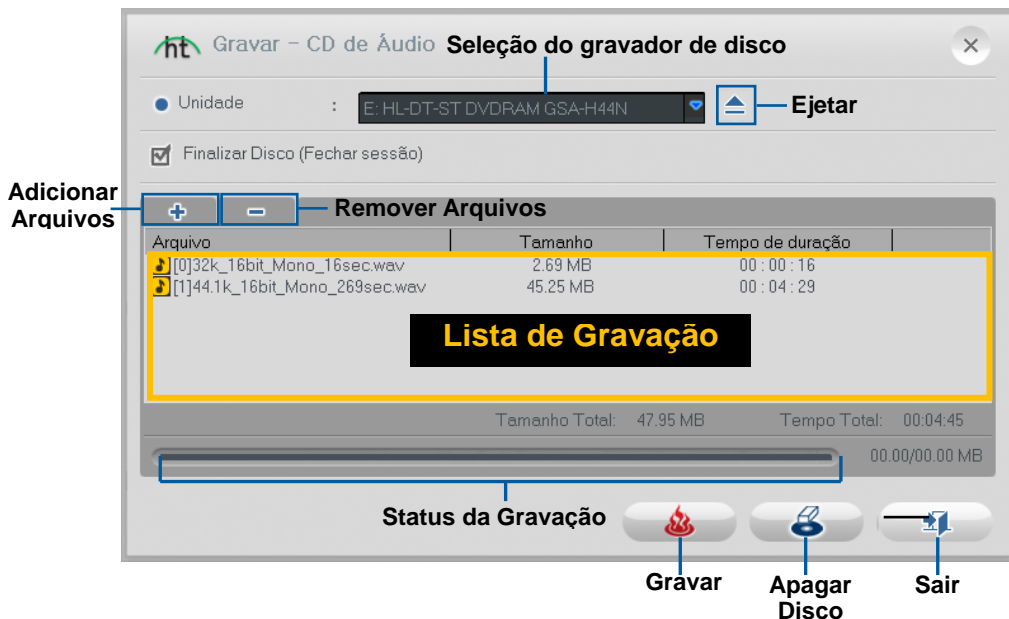 ht Gravar - CD de Áudio Seleção do gravador de disco
Unidade : E: HL-DT-ST DVDRAM GSA-H44N Ejetar
Finalizar Disco (Fechar sessão)
Adicionar
Arquivos
Remover Arquivos
Arquivo Tamanho Tempo de duração
[0]32k_16bit_Mono_16sec.wav 2.69 MB 00 : 00 : 16
[1]44.1k_16bit_Mono_269sec.wav 45.25 MB 00 : 04 : 29
Lista de Gravação
Tamanho Total: 47.95 MB Tempo Total: 00:04:45
00.00/00.00 MB
Status da Gravação
Gravar
Apagar
Disco
Sair